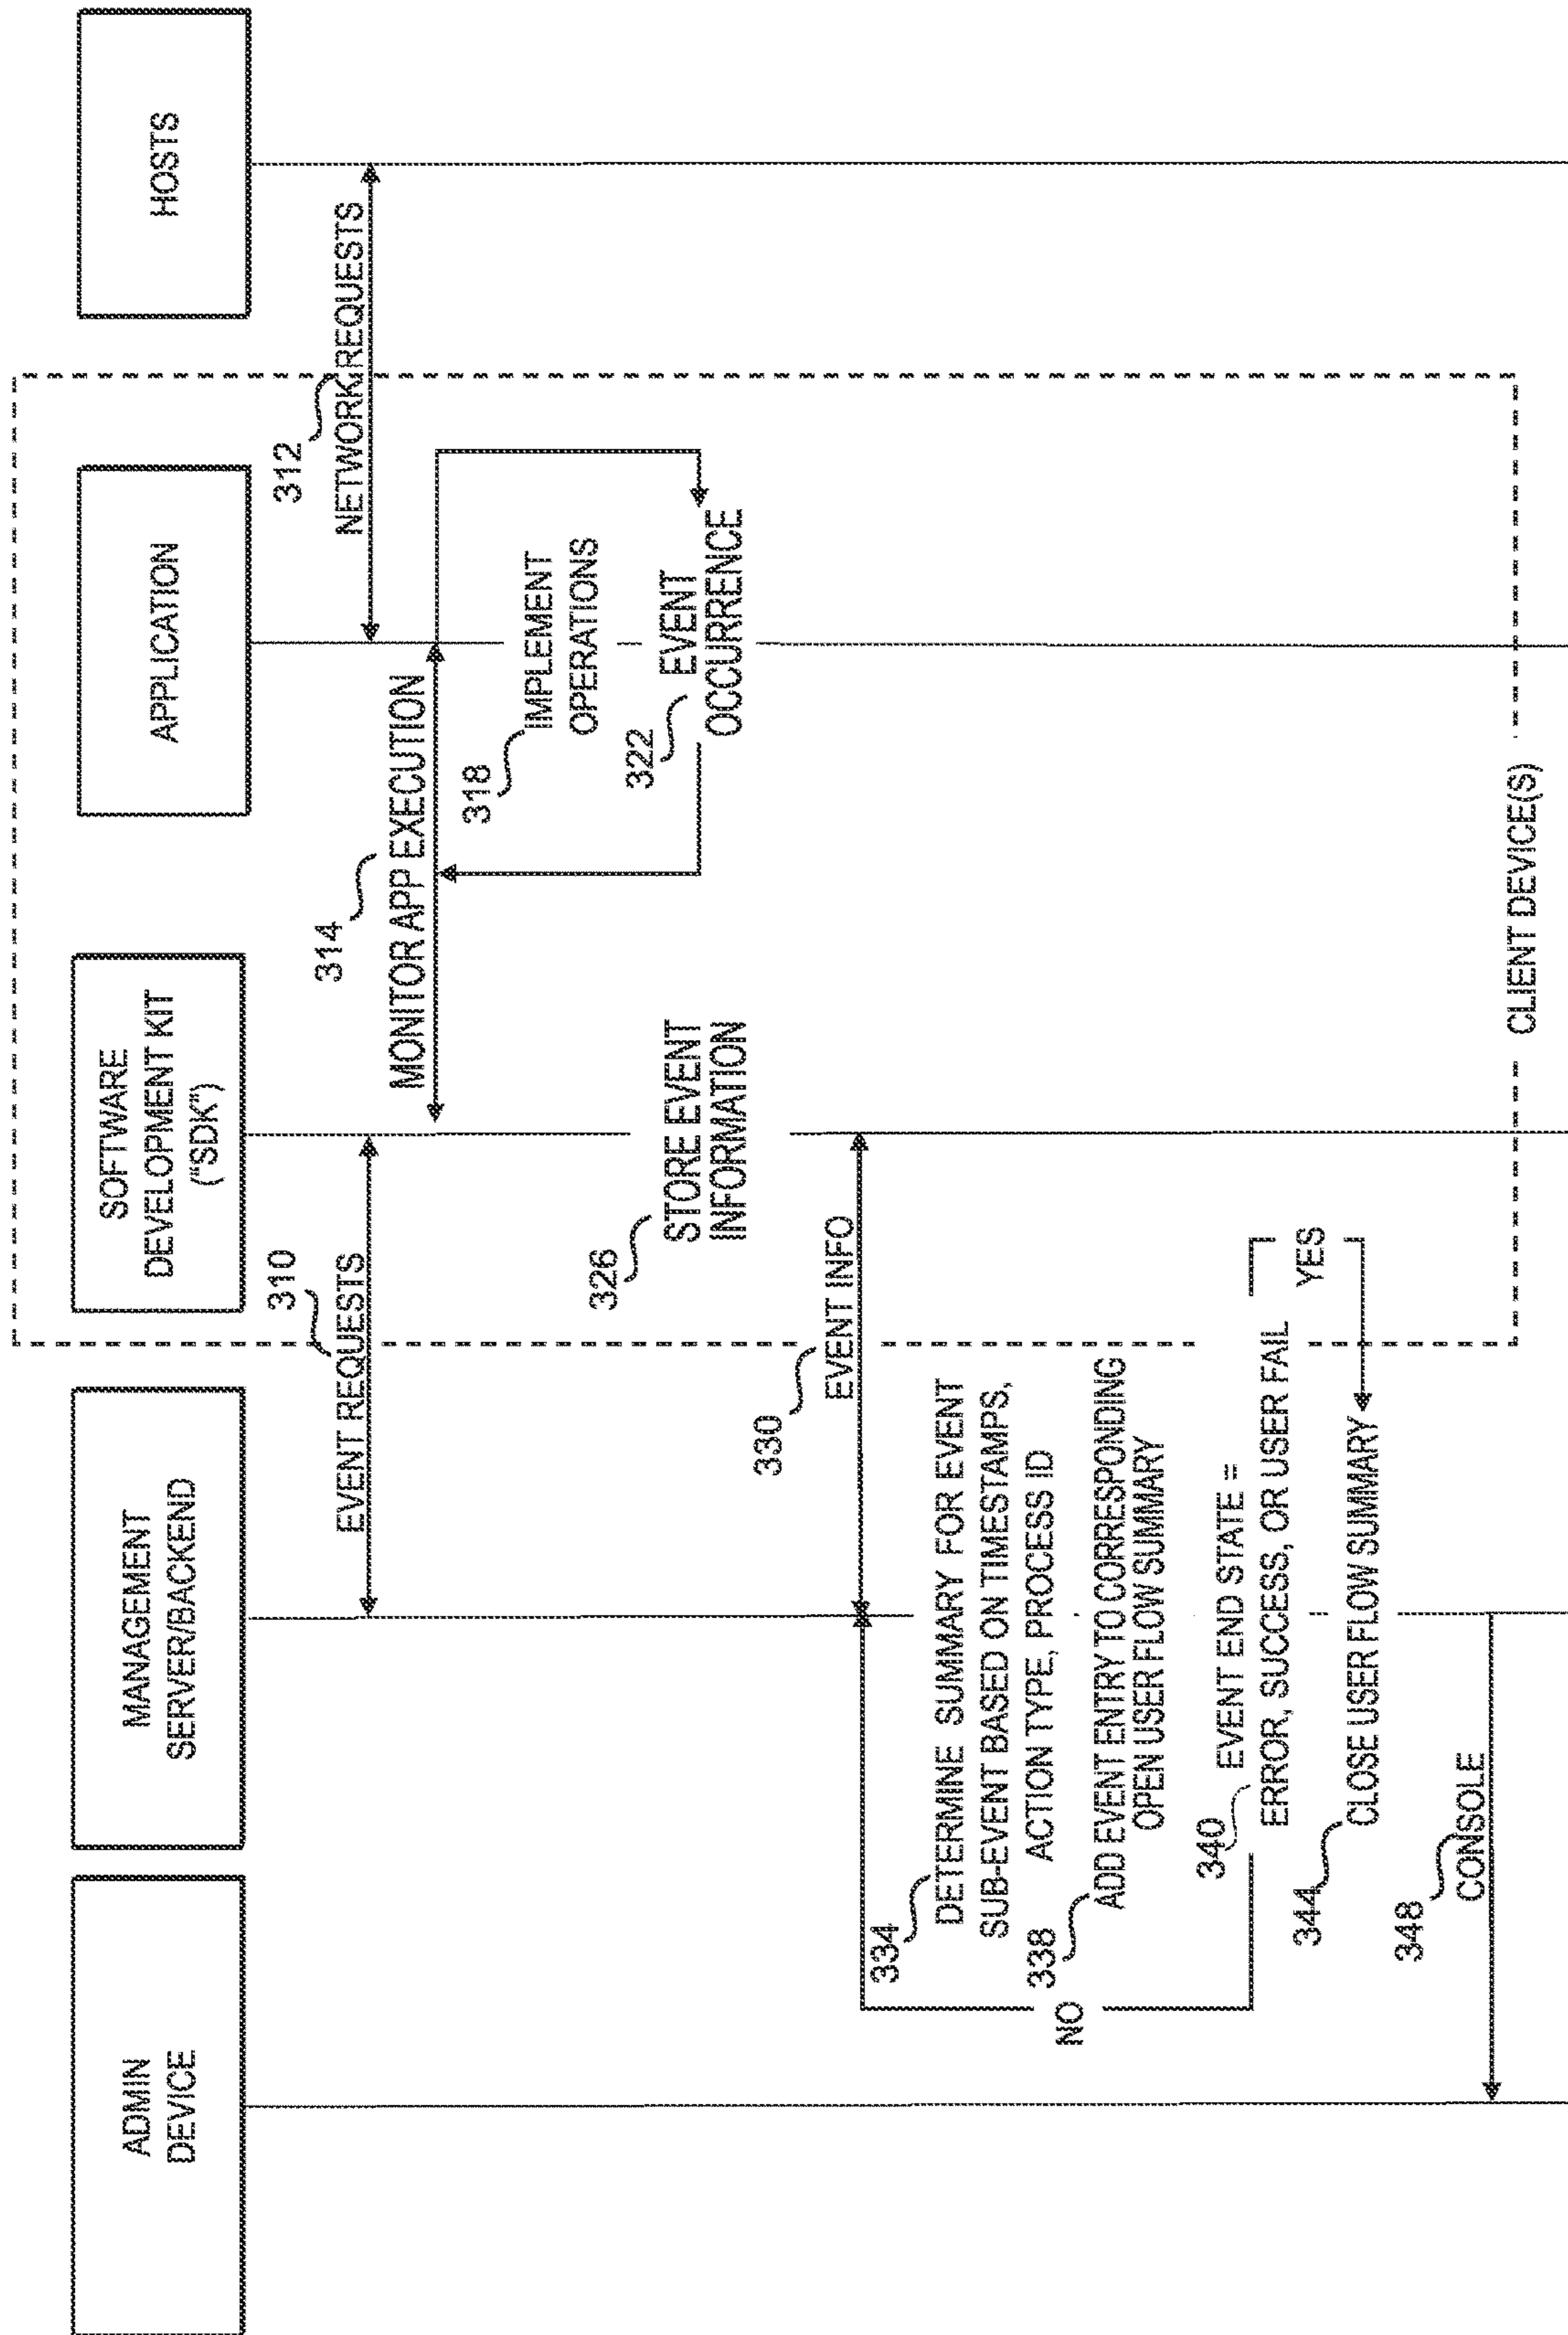 ADMIN
DEVICE
MANAGEMENT
SERVER/BACKEND
SOFTWARE
DEVELOPMENT KIT
("SDK")
APPLICATION
HOSTS
310
EVENT REQUESTS
312
NETWORK REQUESTS
314
MONITOR APP EXECUTION
318
IMPLEMENT
OPERATIONS
322
EVENT
OCCURRENCE
326
STORE EVENT
INFORMATION
330
EVENT INFO
334
DETERMINE SUMMARY FOR EVENT
SUB-EVENT BASED ON TIMESTAMPS,
ACTION TYPE, PROCESS ID
338
ADD EVENT ENTRY TO CORRESPONDING
OPEN USER FLOW SUMMARY
NO
340
EVENT END STATE =
ERROR, SUCCESS, OR USER FAIL
YES
344
CLOSE USER FLOW SUMMARY
348
CONSOLE
CLIENT DEVICE(S)